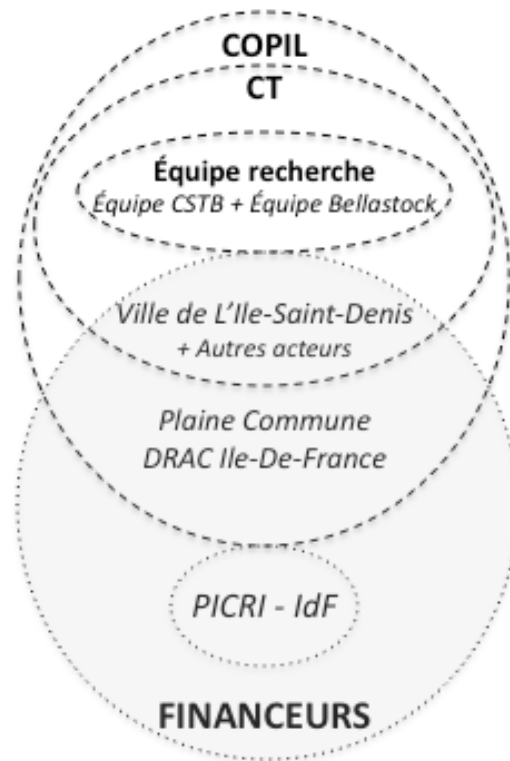 COPIL
CT
Équipe recherche
Équipe CSTB + Équipe Bellastock
Ville de L'Ile-Saint-Denis
+ Autres acteurs
Plaine Commune
DRAC Ile-De-France
PICRI - IdF
FINANCEURS